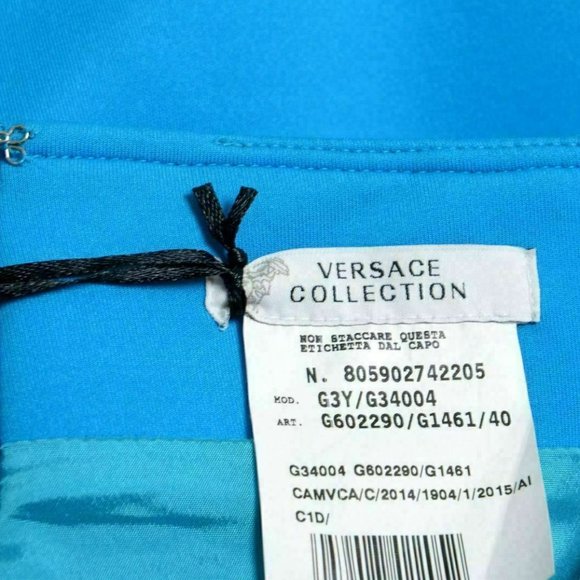 VERSACE
COLLECTION
NON STACCARE QUESTA
ETICHETTA DAL CAPO
N. 805902742205
MOD. G3Y/G34004
ART. G602290/G1461/40
G34004 G602290/G1461
CAMVCA/C/2014/1904/1/2015/AI
C1D/